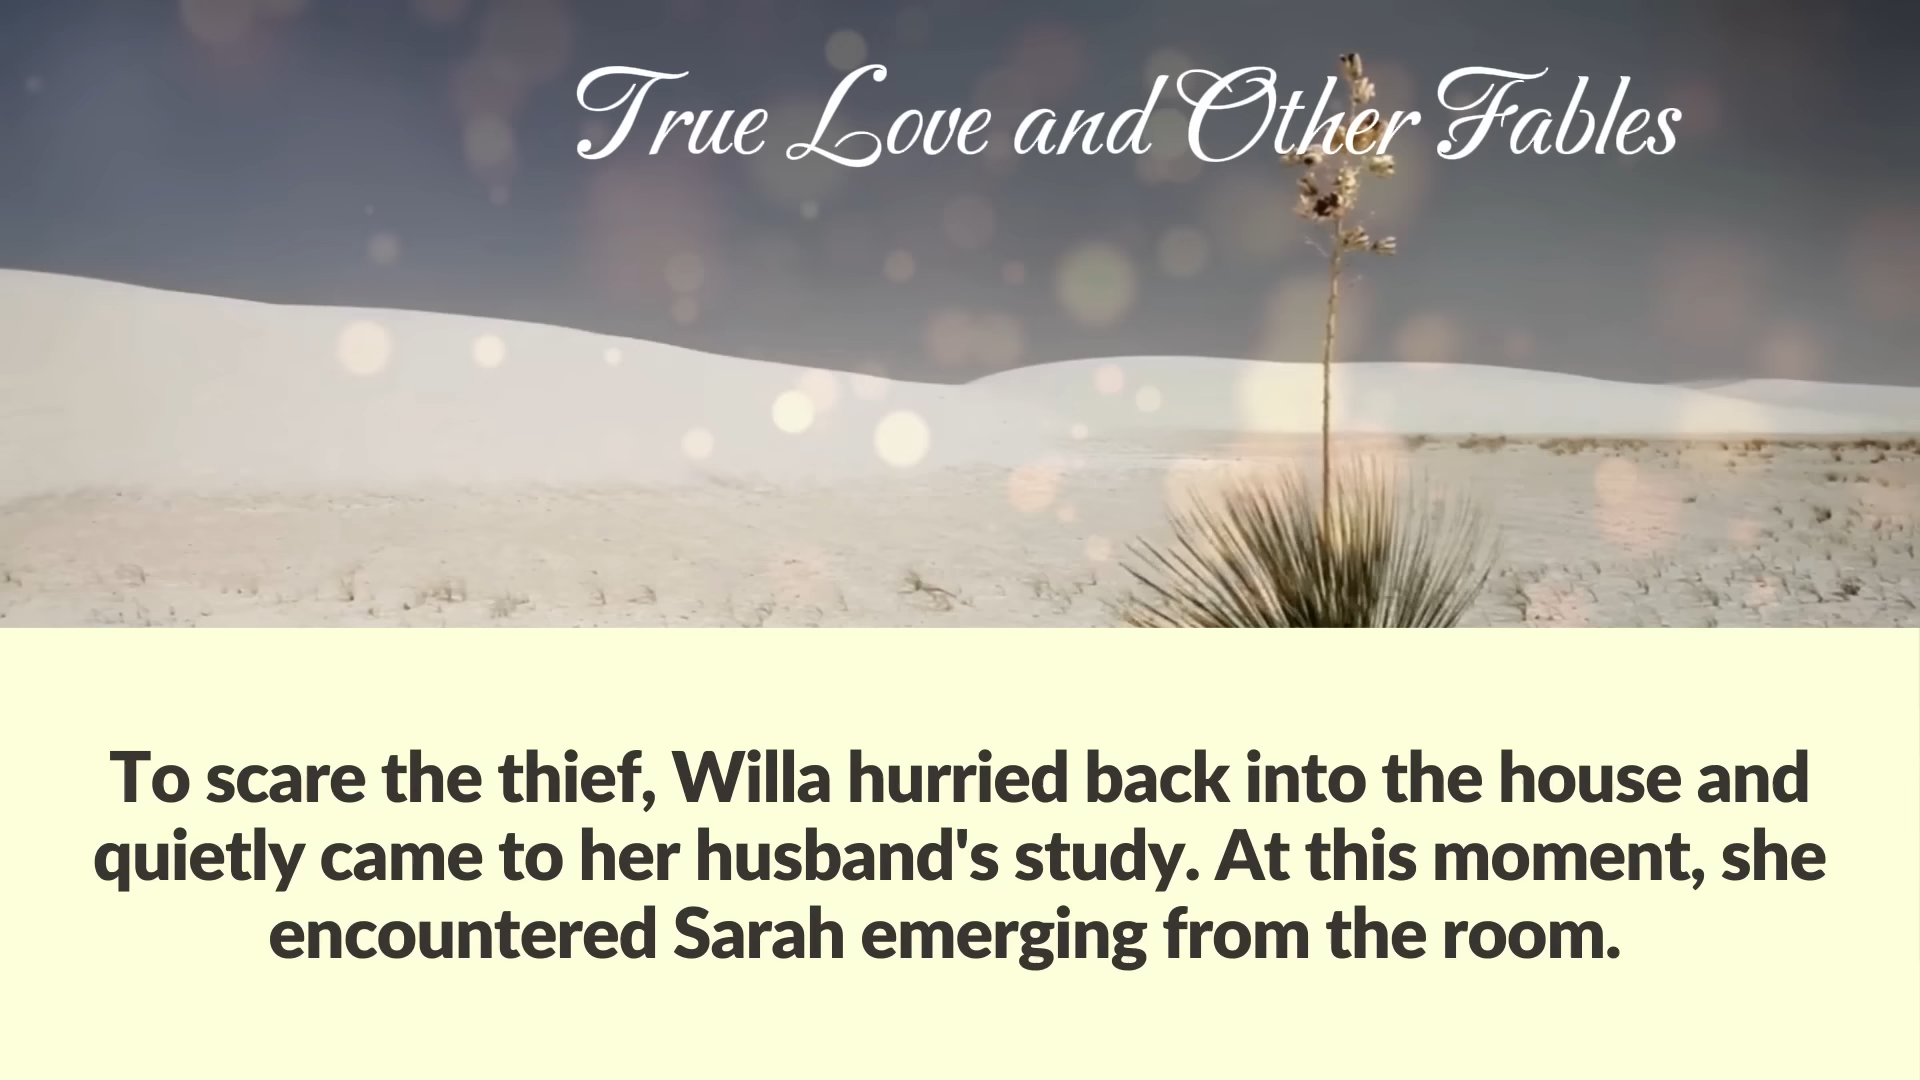 True Love and Other Fables
To scare the thief, Willa hurried back into the house and
quietly came to her husband's study. At this moment, she
encountered Sarah emerging from the room.